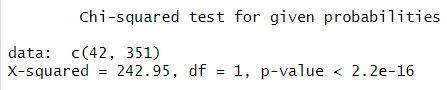 Chi-squared test for given probabilities
data:  c(42, 351)
X-squared = 242.95, df = 1, p-value < 2.2e-16